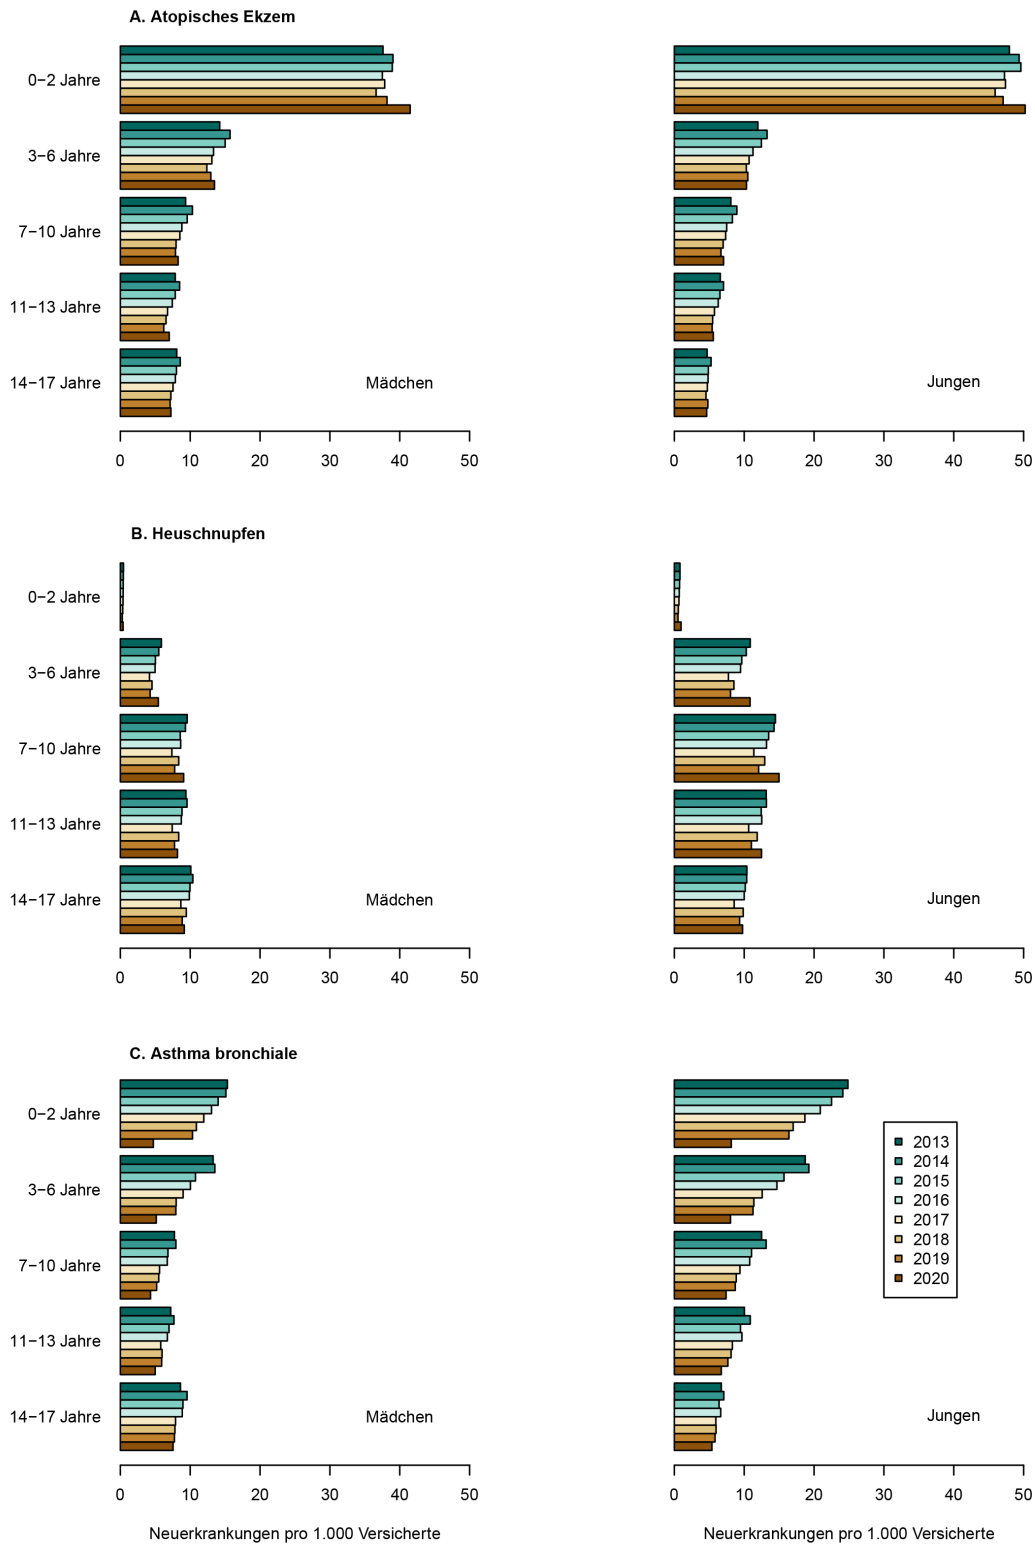 A. Atopisches Ekzem
0−2 Jahre
3−6 Jahre
7−10 Jahre
11−13 Jahre
14−17 Jahre
Mädchen
Jungen
0 10 20 30 40 50
0 10 20 30 40 50
B. Heuschnupfen
0−2 Jahre
3−6 Jahre
7−10 Jahre
11−13 Jahre
14−17 Jahre
Mädchen
Jungen
0 10 20 30 40 50
0 10 20 30 40 50
C. Asthma bronchiale
0−2 Jahre
3−6 Jahre
7−10 Jahre
11−13 Jahre
14−17 Jahre
2013
2014
2015
2016
2017
2018
2019
2020
Mädchen
Jungen
0 10 20 30 40 50
0 10 20 30 40 50
Neuerkrankungen pro 1.000 Versicherte
Neuerkrankungen pro 1.000 Versicherte